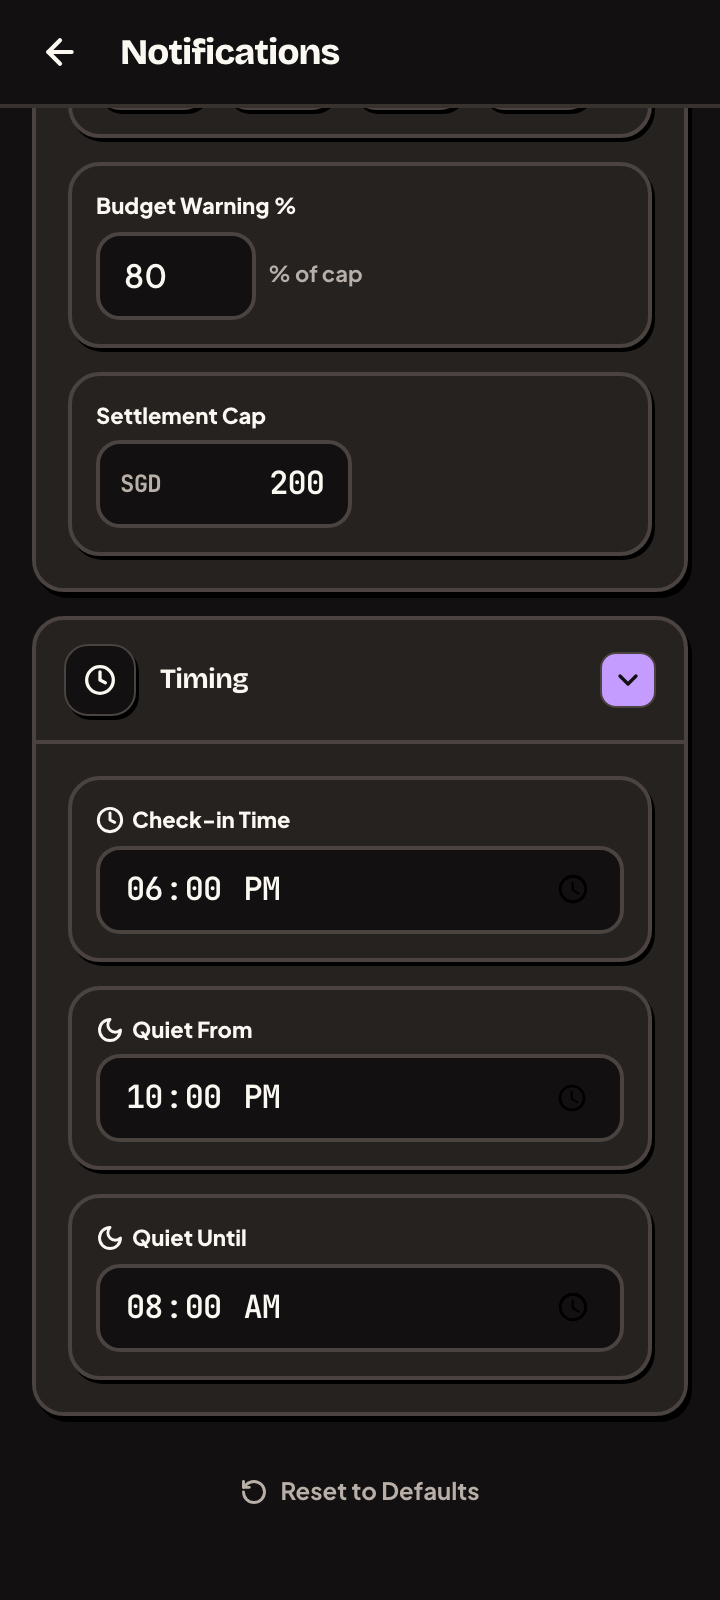 Notifications
Budget Warning %
80
% of cap
Settlement Cap
SGD 200
Timing
Check-in Time
06:00 PM
Quiet From
10:00 PM
Quiet Until
08:00 AM
Reset to Defaults